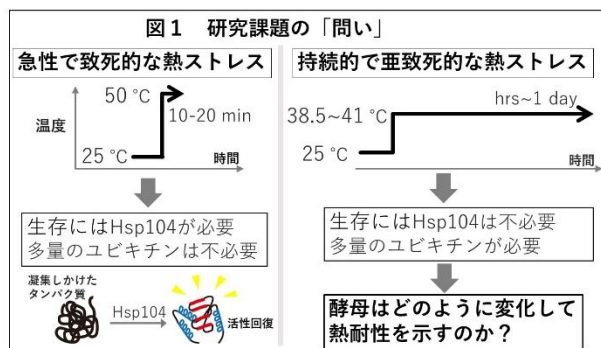 図1 研究課題の「問い」
急性で致死的な熱ストレス
50 ℃
10-20 min
温度
25 ℃
時間
生存にはHsp104が必要
多量のユビキチンは不必要
凝集しかけた
タンパク質
Hsp104
活性回復
持続的で亜致死的な熱ストレス
hrs~1 day
38.5~41 ℃
25 ℃
時間
生存にはHsp104は不必要
多量のユビキチンが必要
酵母はどのように変化して
熱耐性を示すのか?